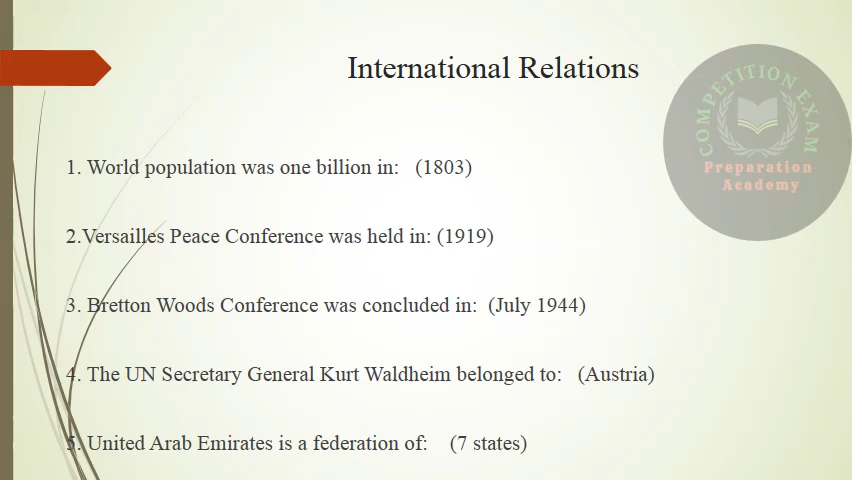 International Relations
COMPETITION EXAM
Preparation
Academy
1. World population was one billion in: (1803)
2.Versailles Peace Conference was held in: (1919)
3. Bretton Woods Conference was concluded in: (July 1944)
4. The UN Secretary General Kurt Waldheim belonged to: (Austria)
5. United Arab Emirates is a federation of: (7 states)